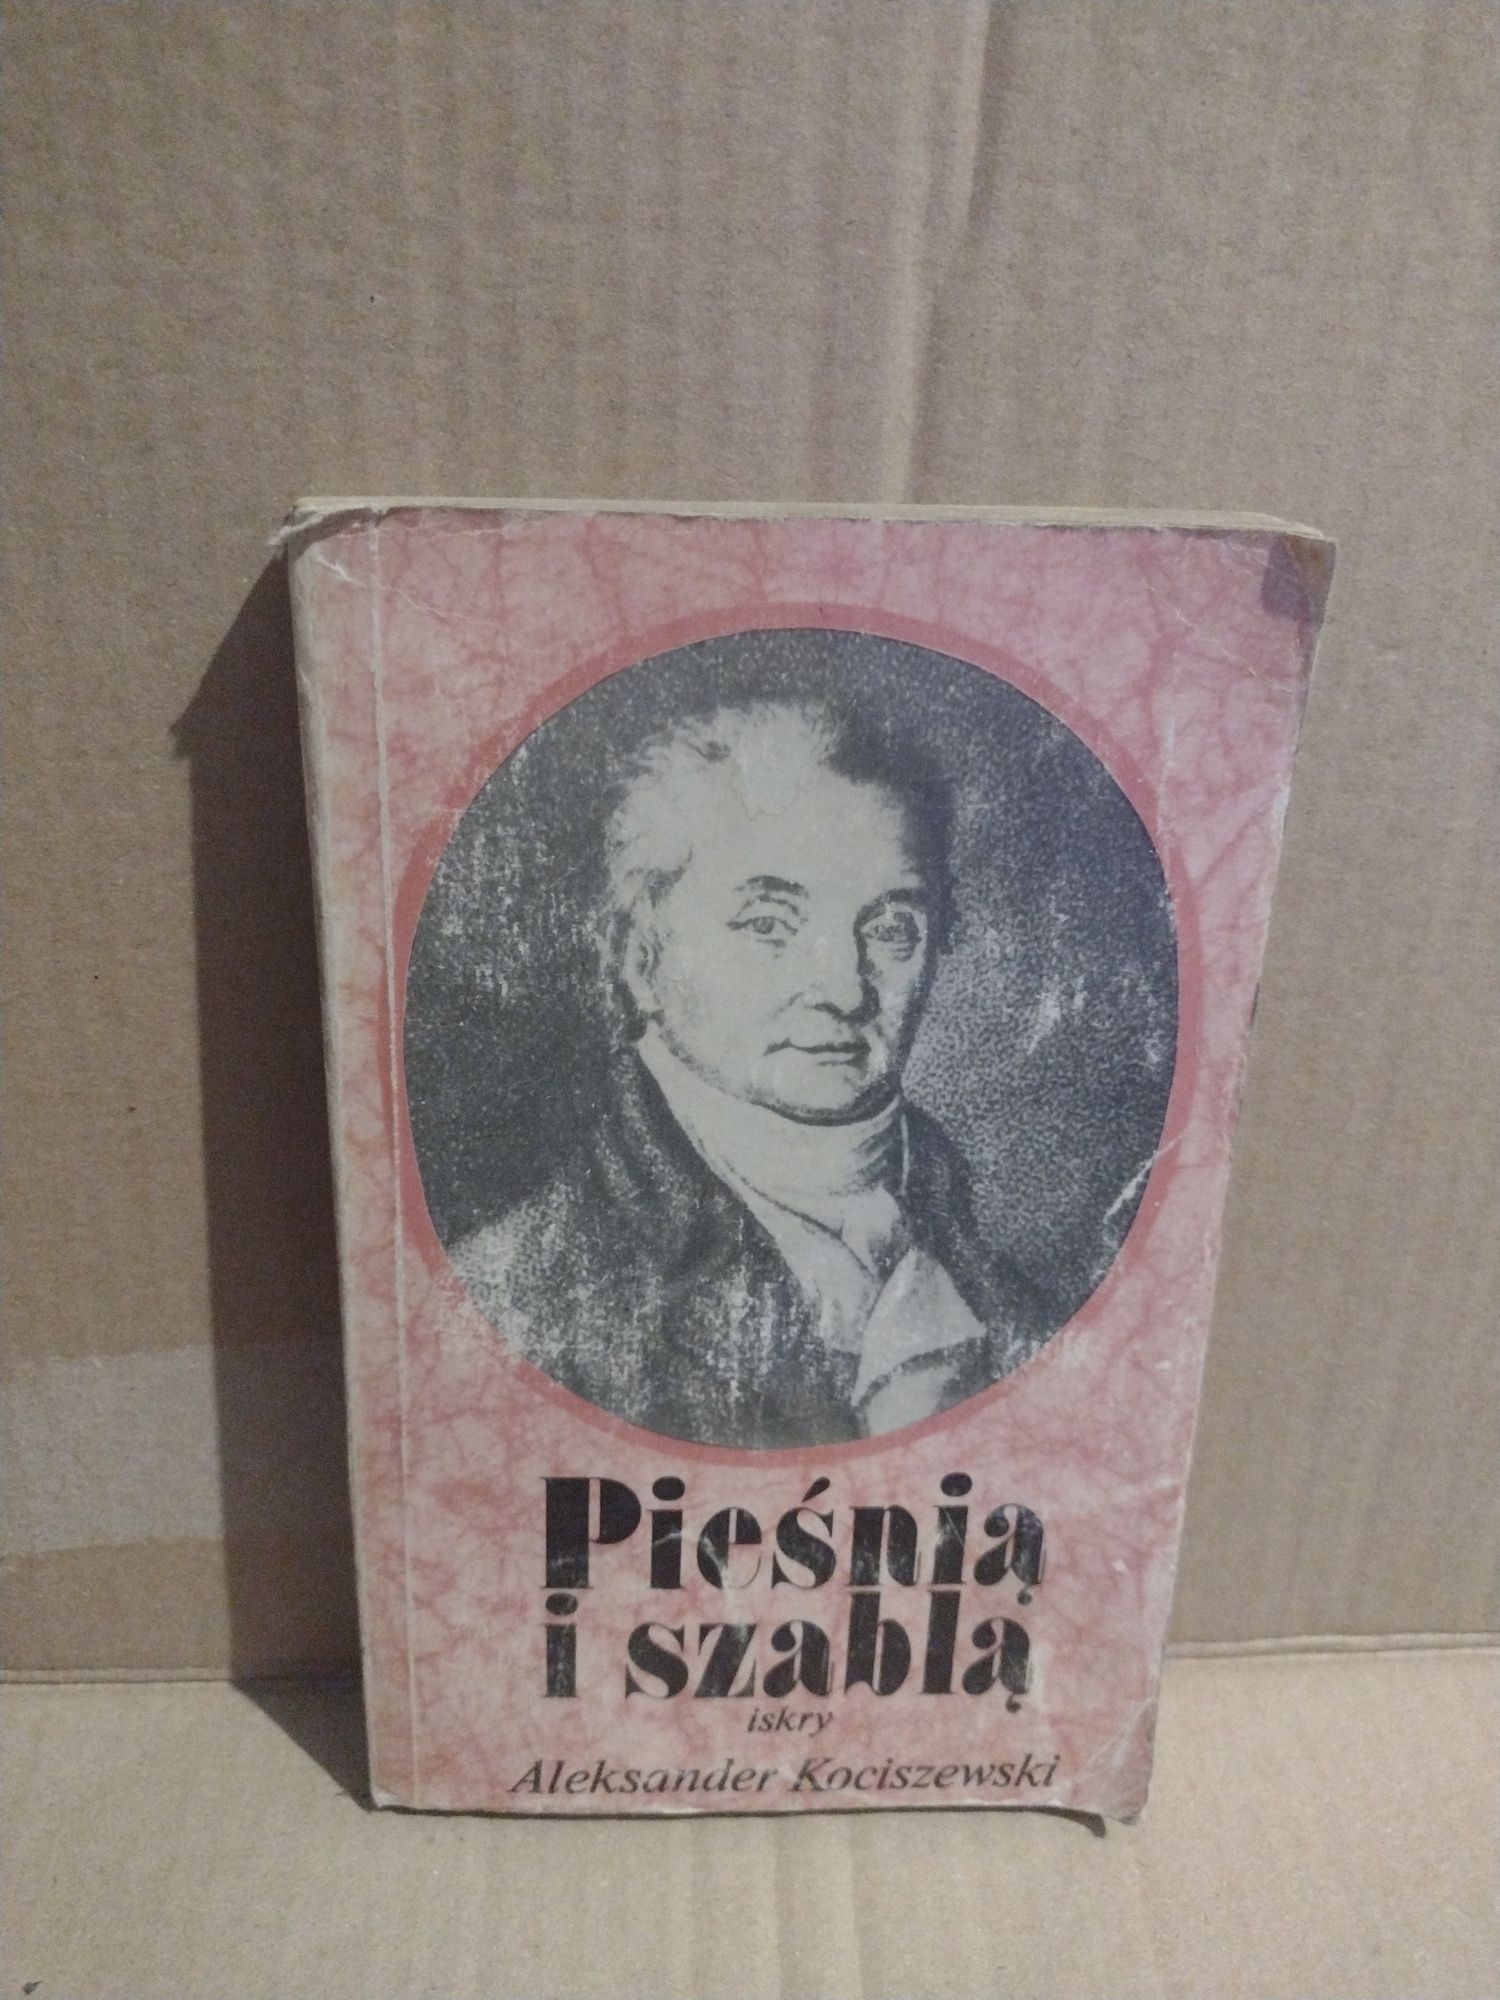 Pieśnią
i szablą
iskry
Aleksander Kociszewski